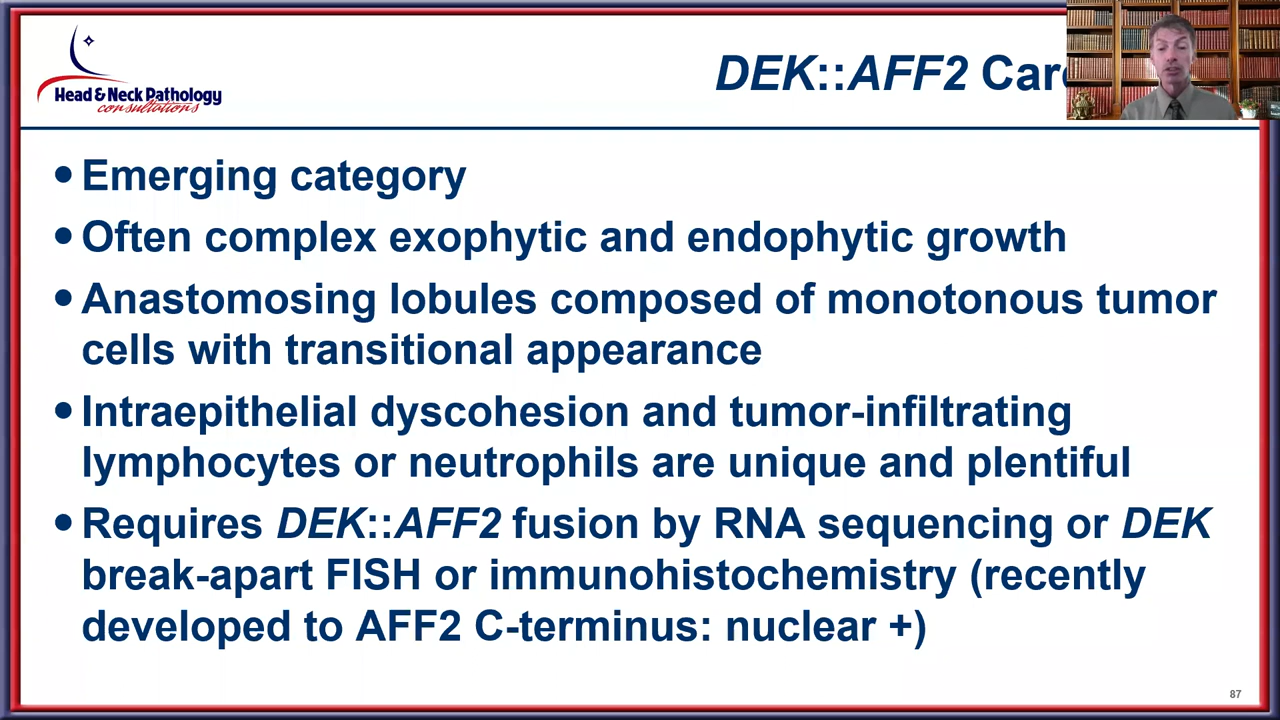 Head & Neck Pathology
consultations
DEK::AFF2
• Emerging category
• Often complex exophytic and endophytic growth
• Anastomosing lobules composed of monotonous tumor
cells with transitional appearance
• Intraepithelial dyscohesion and tumor-infiltrating
lymphocytes or neutrophils are unique and plentiful
• Requires DEK::AFF2 fusion by RNA sequencing or DEK
break-apart FISH or immunohistochemistry (recently
developed to AFF2 C-terminus: nuclear +)
87